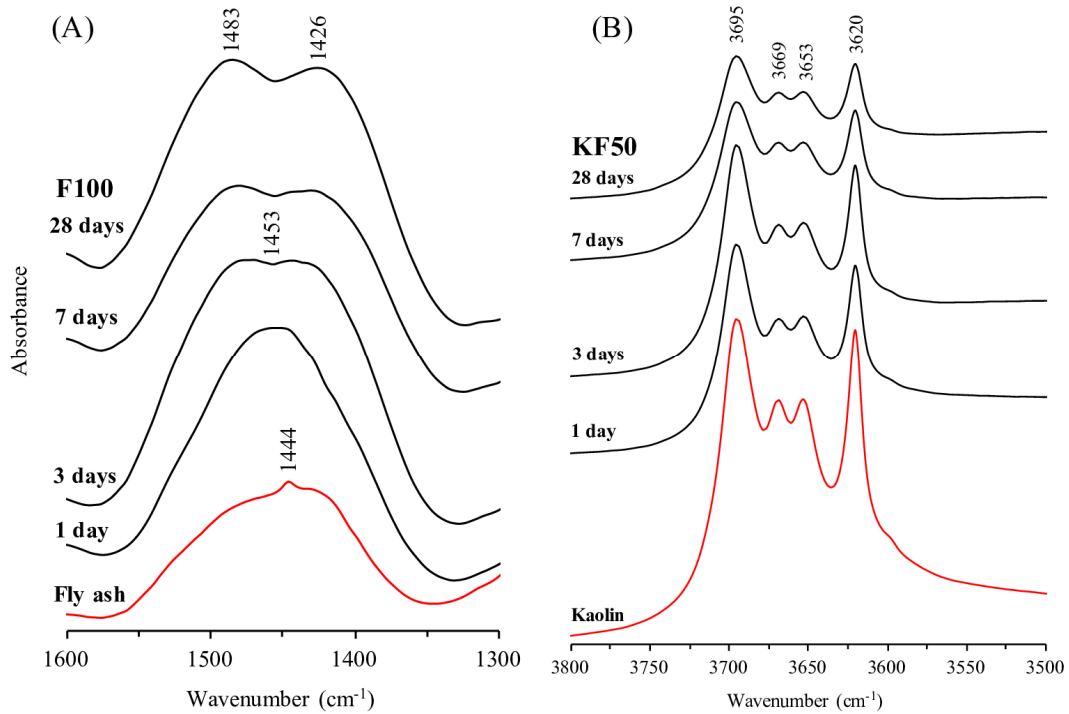 (A)
1483
1426
F100
28 days
1453
7 days
3 days
1444
1 day
Fly ash
Absorbance
1600
1500
1400
1300
Wavenumber (cm-1)
(B)
3695
3669
3653
3620
KF50
28 days
7 days
3 days
1 day
Kaolin
3800
3750
3700
3650
3600
3550
3500
Wavenumber (cm-1)